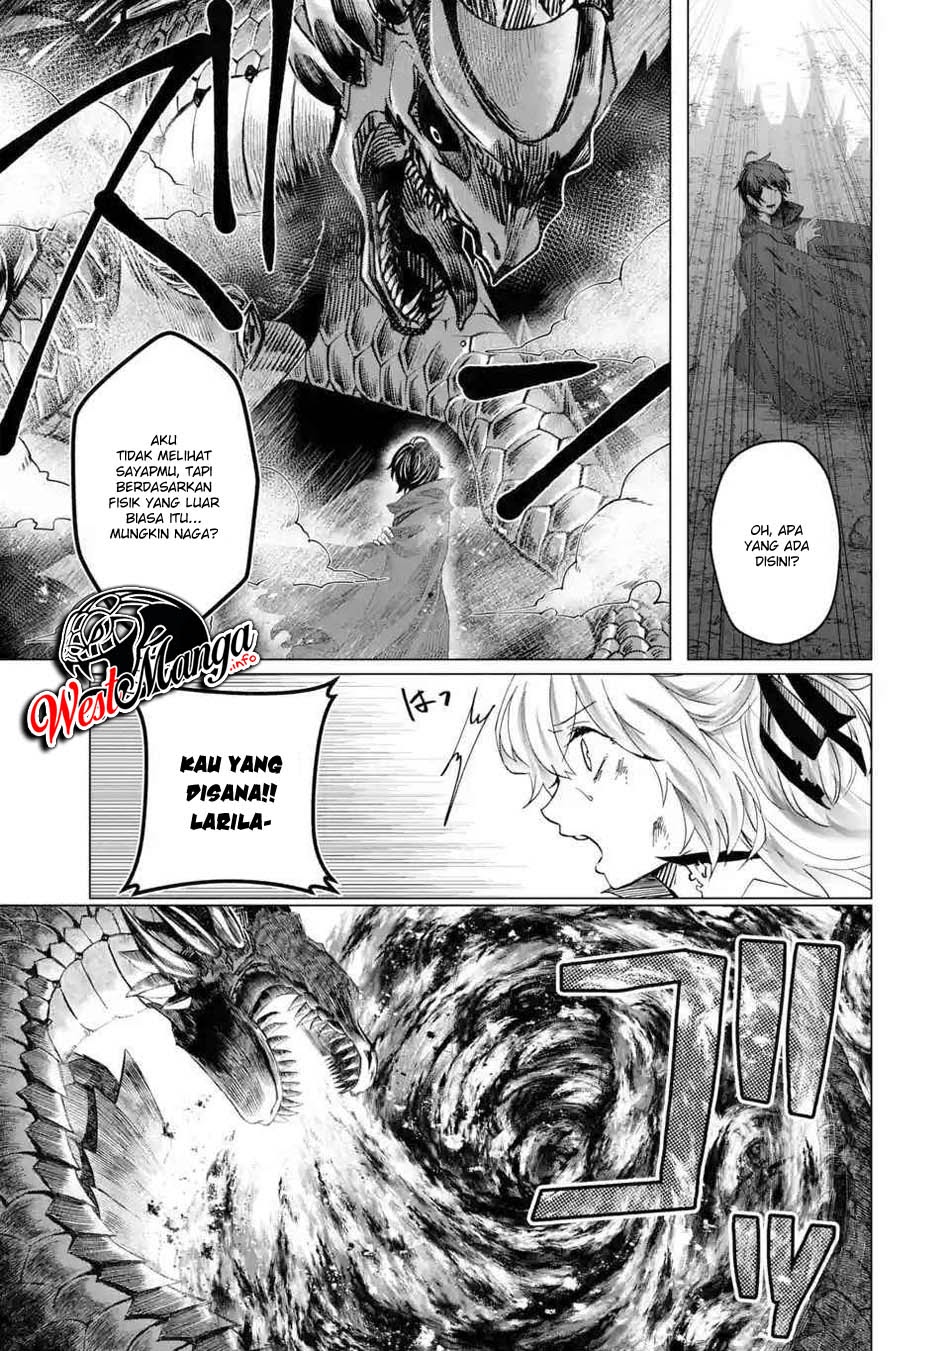 OH, APA
YANG ADA
DISINI?
AKU
TIDAK MELIHAT
SAYAPMU, TAPI
BERDASARKAN
FISIK YANG LUAR
BIASA ITU...
MUNGKIN NAGA?
WestManga
.info
はっ
KAU YANG
DISANA!!
LARILA-
ゴッ